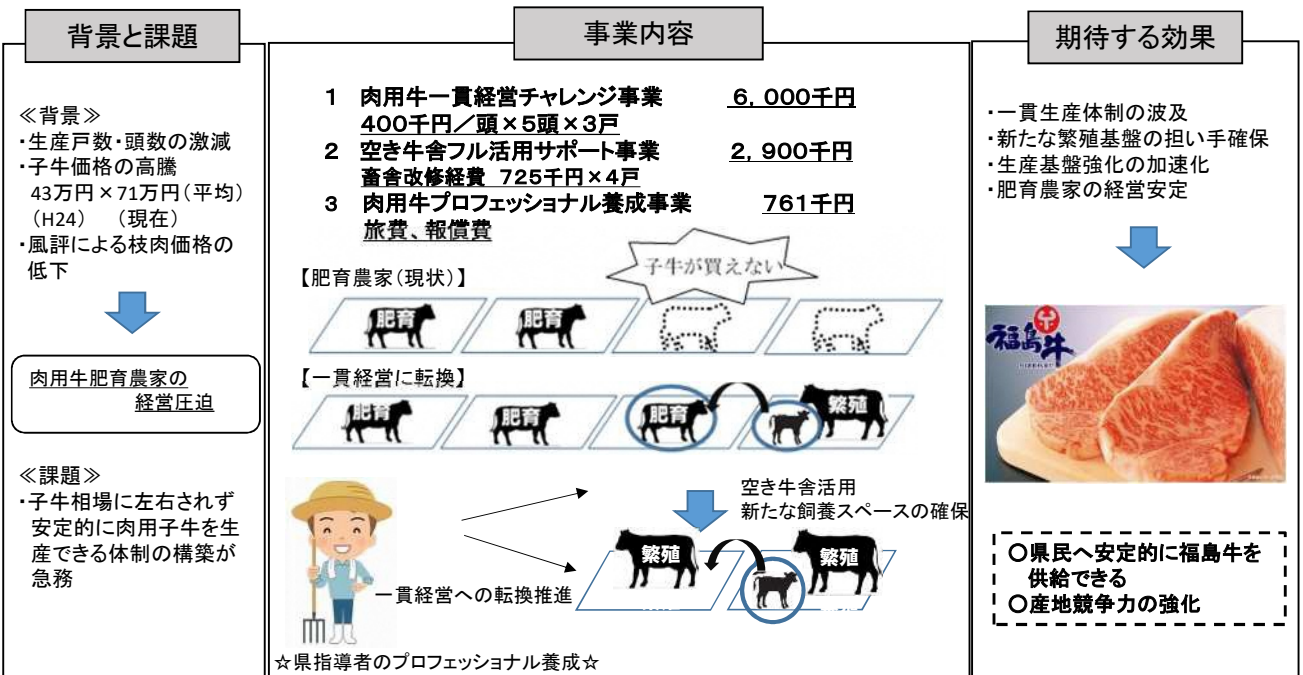 背景と課題
≪背景≫
・生産戸数・頭数の激減
・子牛価格の高騰
43万円×71万円(平均)
(H24) (現在)
・風評による枝肉価格の
低下
肉用牛肥育農家の
経営圧迫
≪課題≫
・子牛相場に左右されず
安定的に肉用子牛を生
産できる体制の構築が
急務
事業内容
1 肉用牛一貫経営チャレンジ事業 6,000千円
400千円/頭×5頭×3戸
2 空き牛舎フル活用サポート事業 2,900千円
畜舎改修経費 725千円×4戸
3 肉用牛プロフェッショナル養成事業 761千円
旅費、報償費
子牛が買えない
【肥育農家(現状)】
肥育 肥育
【一貫経営に転換】
肥育 肥育 肥育 繁殖
空き牛舎活用
新たな飼養スペースの確保
繁殖 繁殖
一貫経営への転換推進
☆県指導者のプロフェッショナル養成☆
期待する効果
・一貫生産体制の波及
・新たな繁殖基盤の担い手確保
・生産基盤強化の加速化
・肥育農家の経営安定
福島牛
〇県民へ安定的に福島牛を
供給できる
〇産地競争力の強化